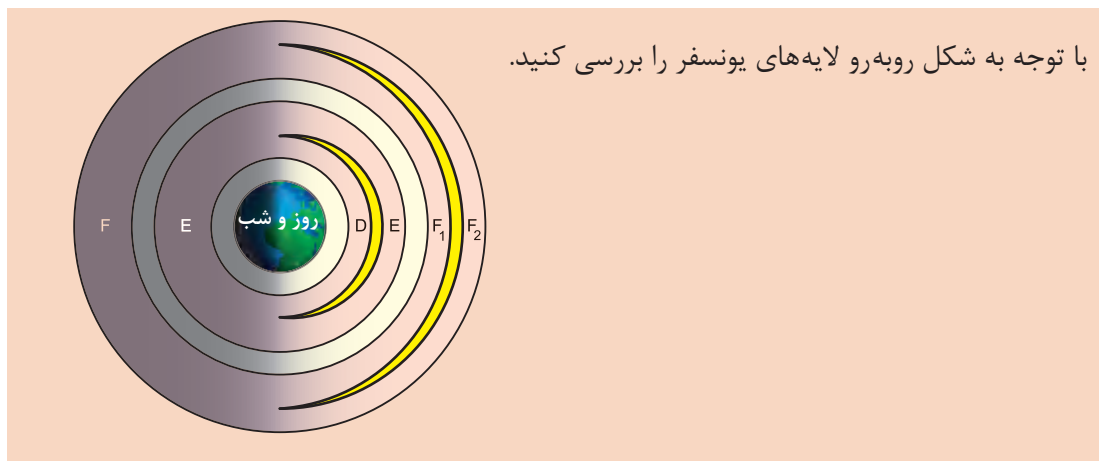 با توجه به شکل روبه‌رو لایه‌های یونسفر را بررسی کنید.
روز و شب
F E D E F₁ F₂